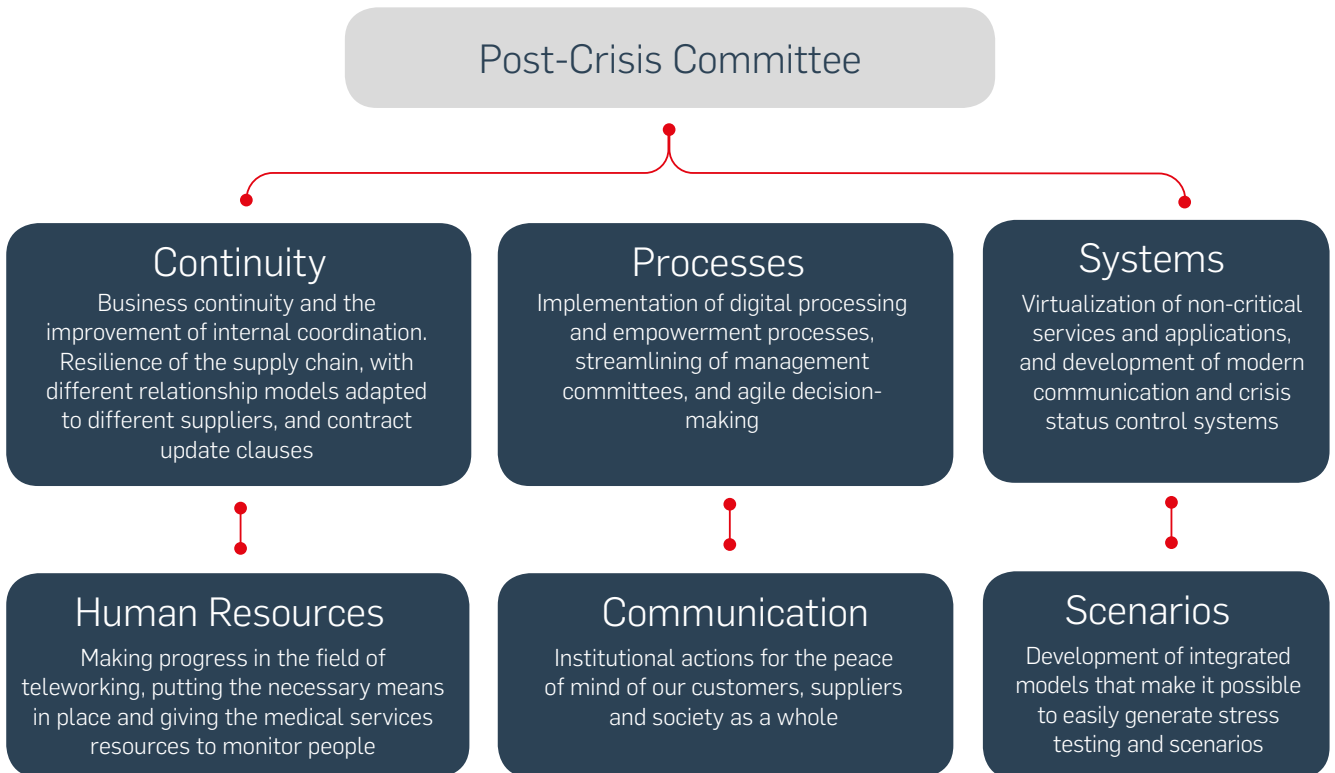 Post-Crisis Committee
Continuity
Business continuity and the
improvement of internal coordination.
Resilience of the supply chain, with
different relationship models adapted
to different suppliers, and contract
update clauses
Processes
Implementation of digital processing
and empowerment processes,
streamlining of management
committees, and agile decision-
making
Systems
Virtualization of non-critical
services and applications,
and development of modern
communication and crisis
status control systems
Human Resources
Making progress in the field of
teleworking, putting the necessary means
in place and giving the medical services
resources to monitor people
Communication
Institutional actions for the peace
of mind of our customers, suppliers
and society as a whole
Scenarios
Development of integrated
models that make it possible
to easily generate stress
testing and scenarios